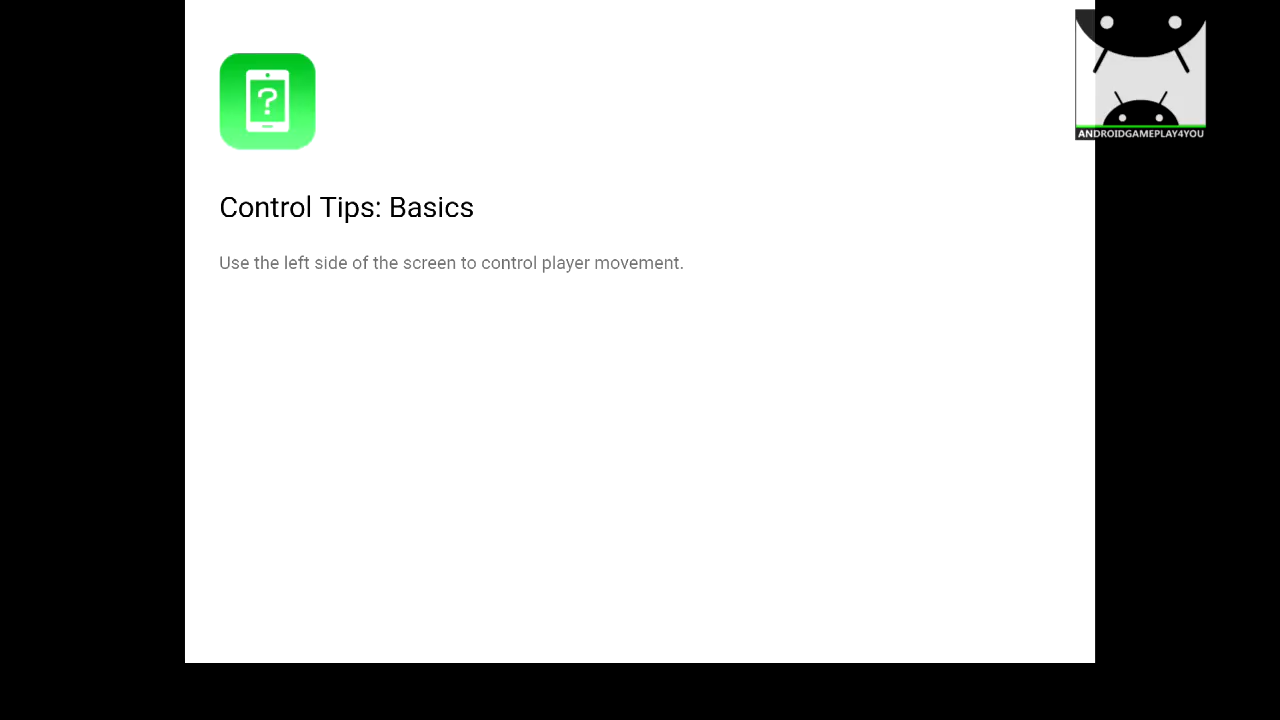 ?
ANDROIDGAMEPLAY4YOU
Control Tips: Basics
Use the left side of the screen to control player movement.